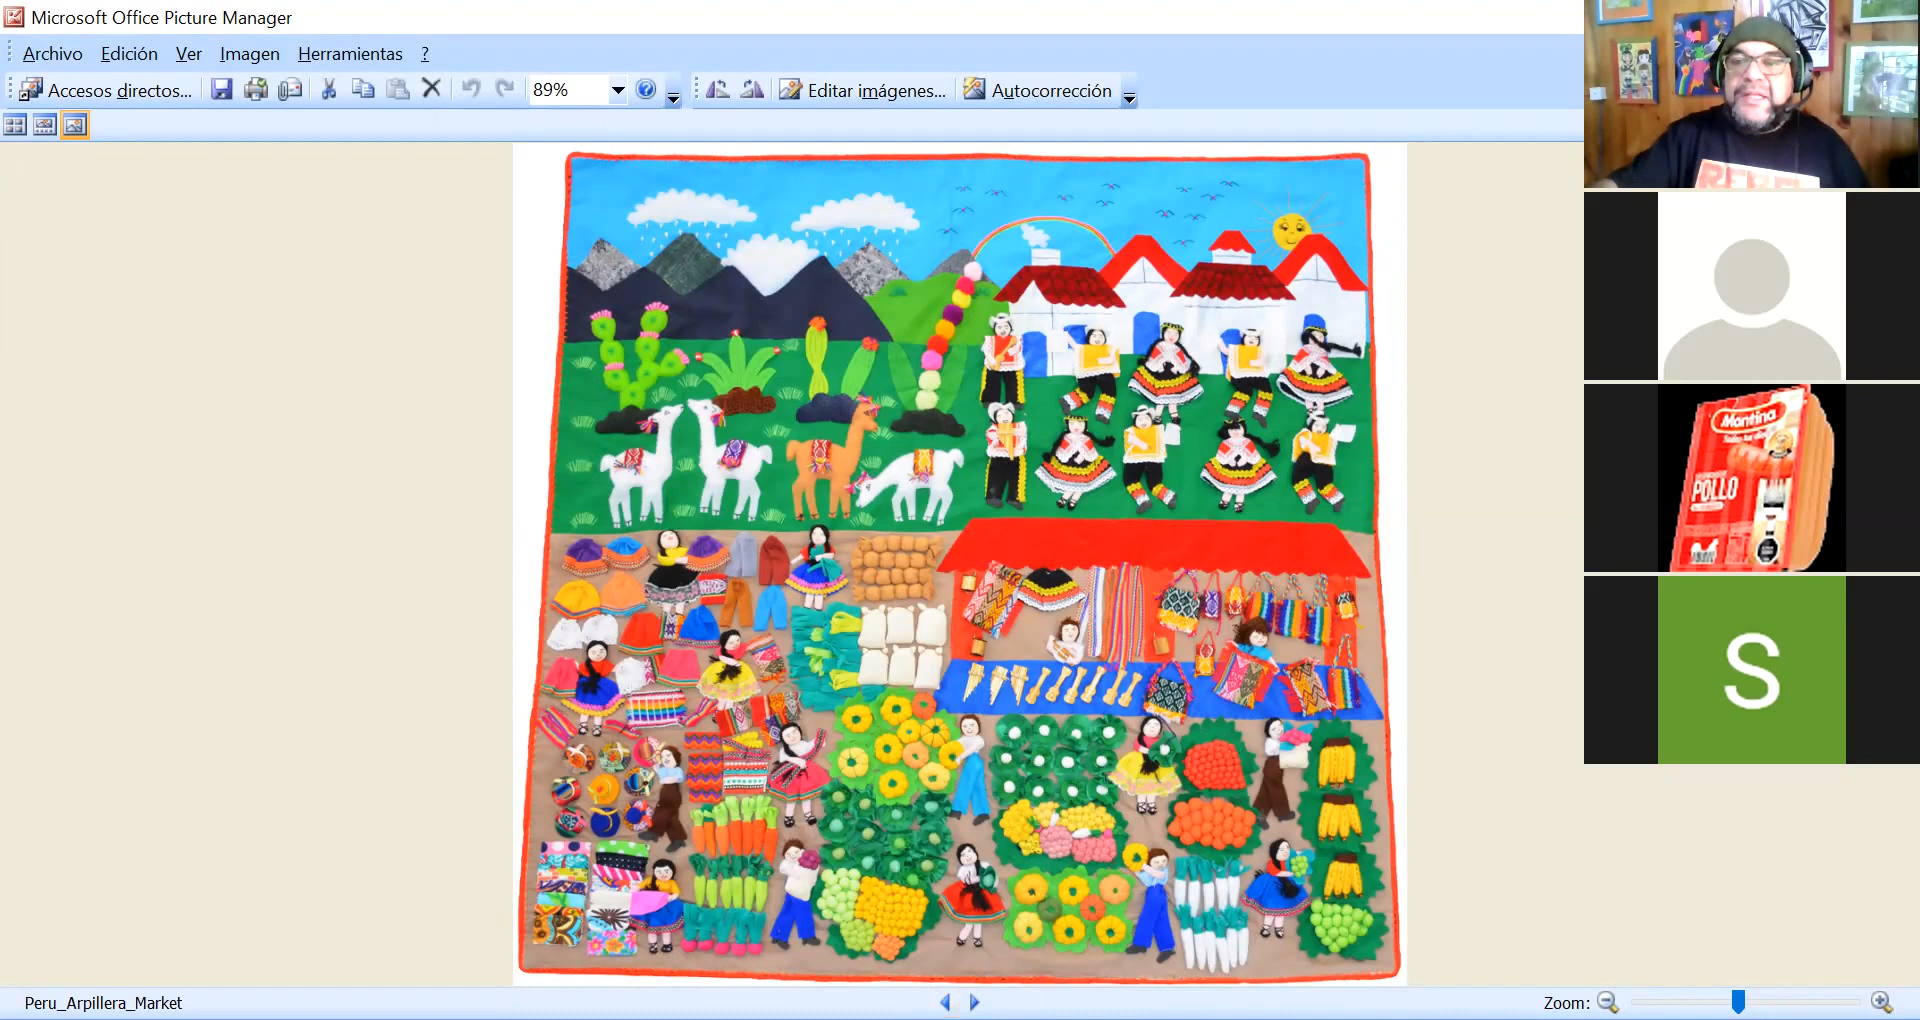 Microsoft Office Picture Manager
Archivo Edición Ver Imagen Herramientas ?
Accesos directos... 89% Editar imágenes... Autocorrección
Montina
POLLO
S
Peru_Arpillera_Market
Zoom: